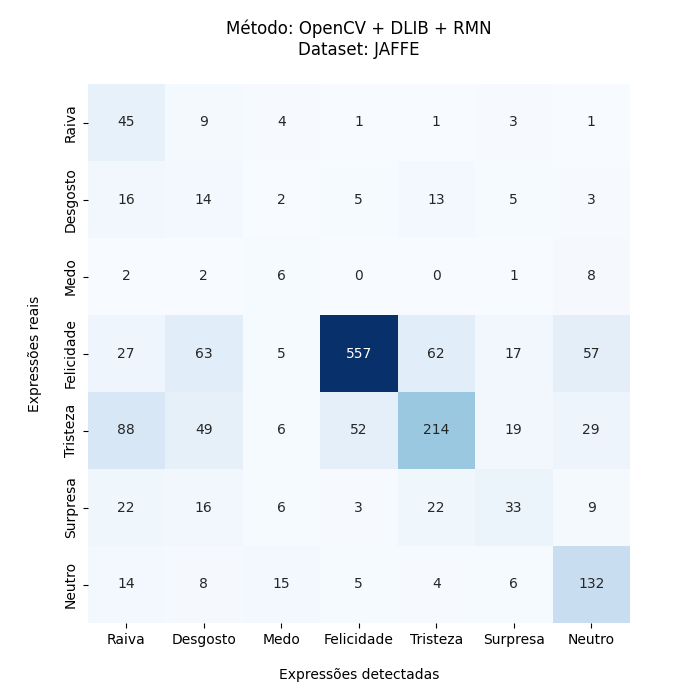 Método: OpenCV + DLIB + RMN
Dataset: JAFFE
Expressões reais
Raiva 45 9 4 1 1 3 1
Desgosto 16 14 2 5 13 5 3
Medo 2 2 6 0 0 1 8
Felicidade 27 63 5 557 62 17 57
Tristeza 88 49 6 52 214 19 29
Surpresa 22 16 6 3 22 33 9
Neutro 14 8 15 5 4 6 132
Raiva Desgosto Medo Felicidade Tristeza Surpresa Neutro
Expressões detectadas